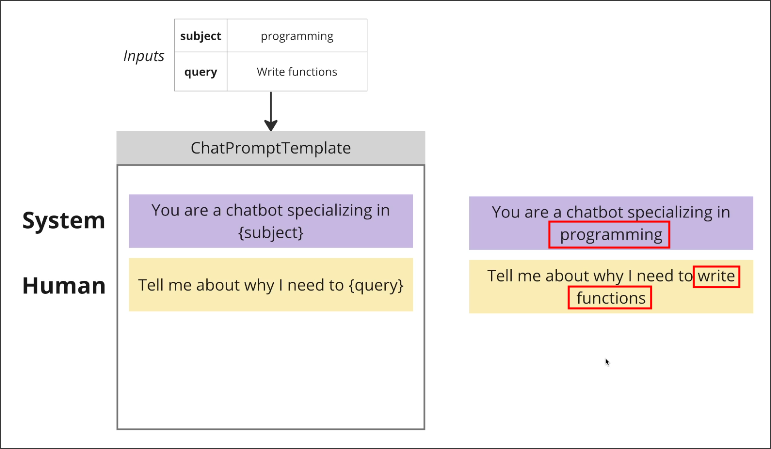 subject programming
Inputs
query Write functions
ChatPromptTemplate
System
You are a chatbot specializing in
{subject}
Human
Tell me about why I need to {query}
You are a chatbot specializing in
programming
Tell me about why I need to write
functions